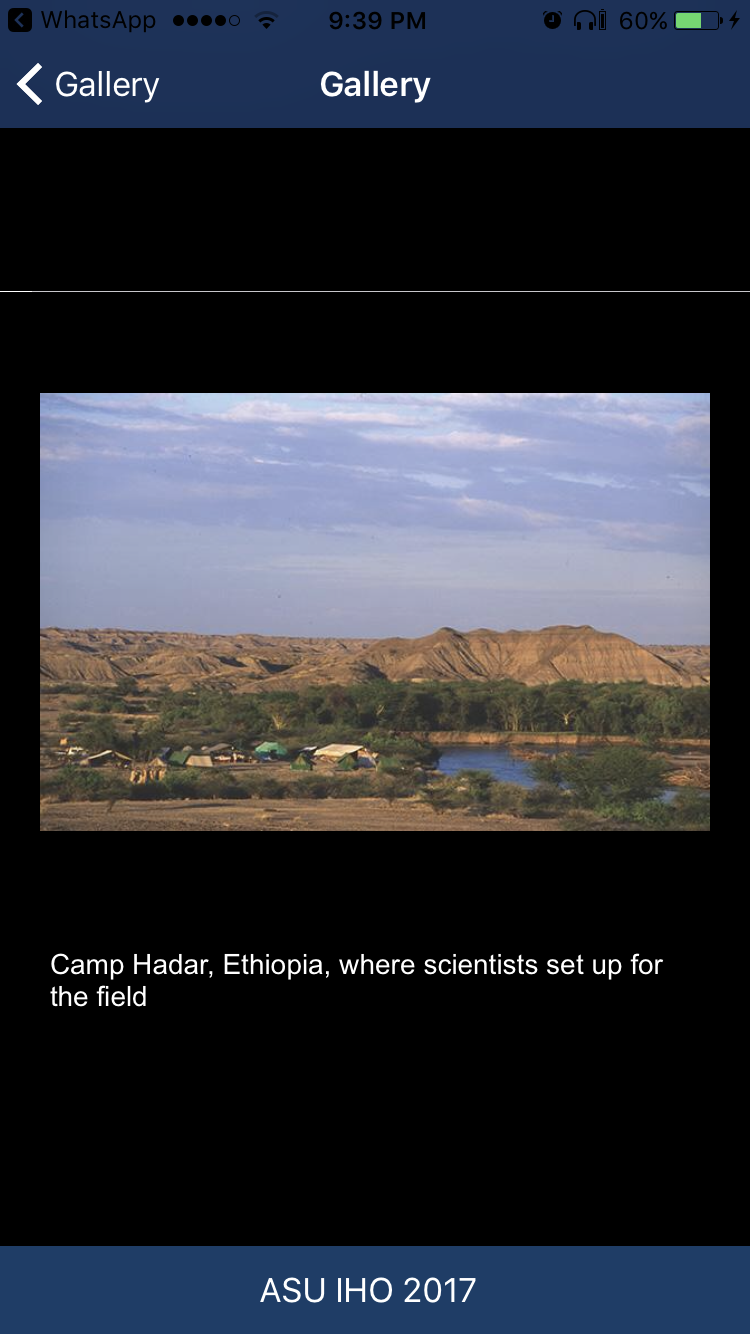 WhatsApp 9:39 PM 60%
Gallery Gallery
Camp Hadar, Ethiopia, where scientists set up for
the field
ASU IHO 2017